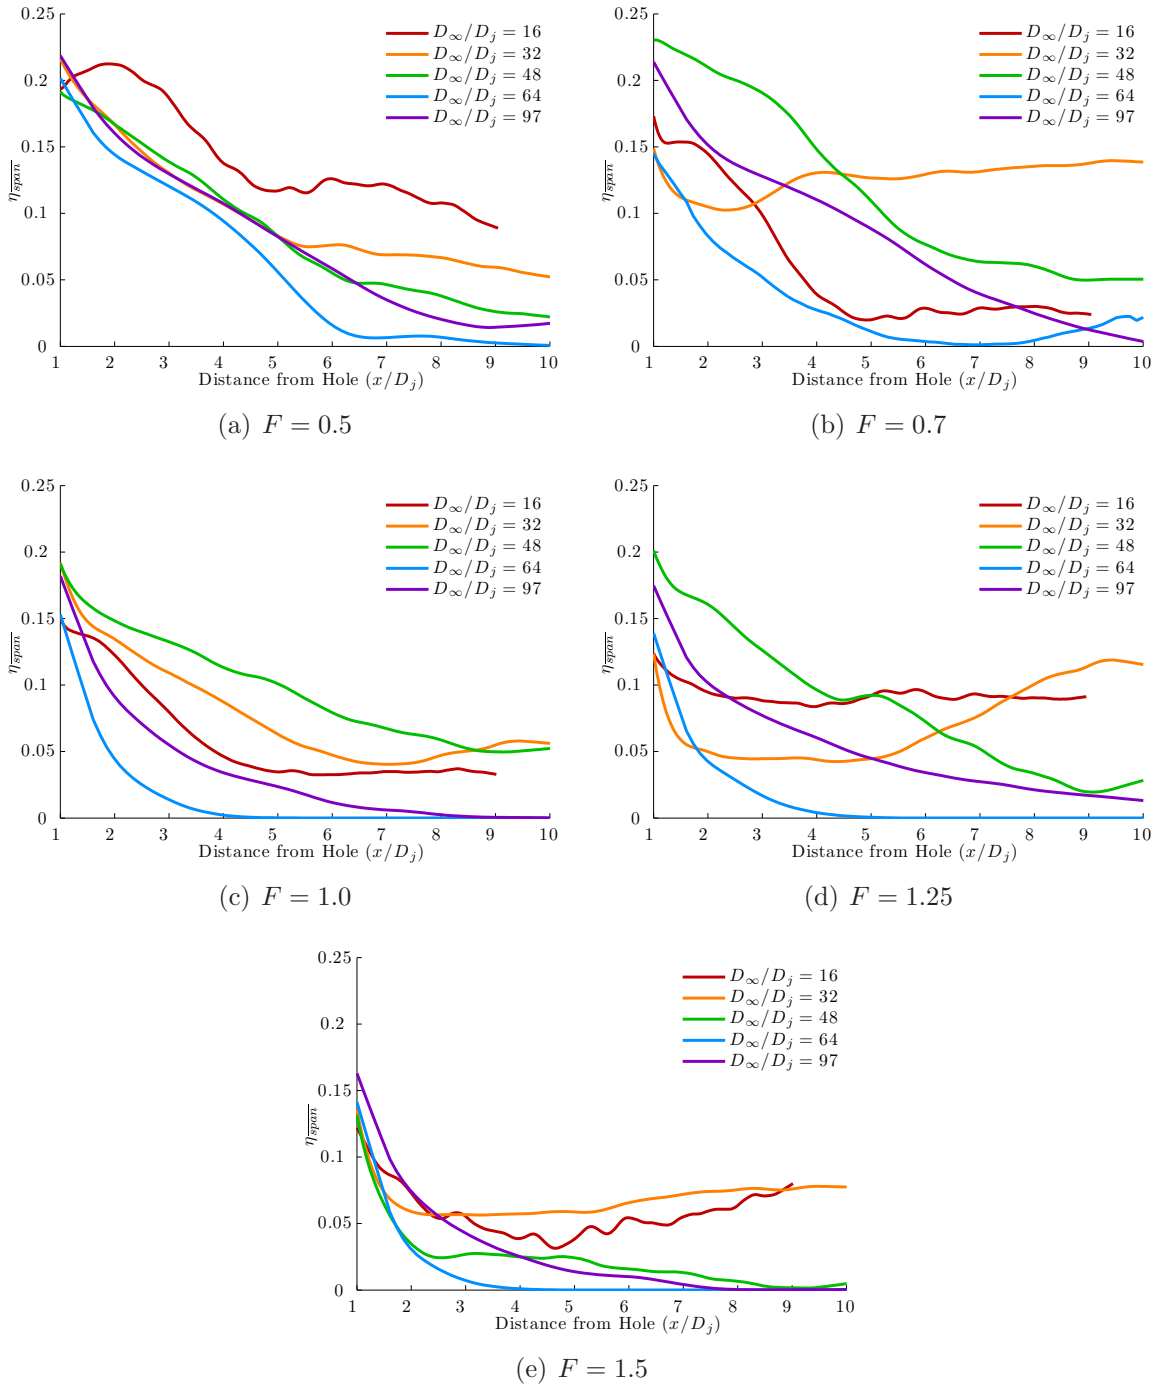 0.25
0.2
0.15
0.1
0.05
0
1 2 3 4 5 6 7 8 9 10
Distance from Hole (x/D_j)
η_span
D_∞/D_j = 16
D_∞/D_j = 32
D_∞/D_j = 48
D_∞/D_j = 64
D_∞/D_j = 97
(a) F = 0.5
0.25
0.2
0.15
0.1
0.05
0
1 2 3 4 5 6 7 8 9 10
Distance from Hole (x/D_j)
η_span
D_∞/D_j = 16
D_∞/D_j = 32
D_∞/D_j = 48
D_∞/D_j = 64
D_∞/D_j = 97
(b) F = 0.7
0.25
0.2
0.15
0.1
0.05
0
1 2 3 4 5 6 7 8 9 10
Distance from Hole (x/D_j)
η_span
D_∞/D_j = 16
D_∞/D_j = 32
D_∞/D_j = 48
D_∞/D_j = 64
D_∞/D_j = 97
(c) F = 1.0
0.25
0.2
0.15
0.1
0.05
0
1 2 3 4 5 6 7 8 9 10
Distance from Hole (x/D_j)
η_span
D_∞/D_j = 16
D_∞/D_j = 32
D_∞/D_j = 48
D_∞/D_j = 64
D_∞/D_j = 97
(d) F = 1.25
0.25
0.2
0.15
0.1
0.05
0
1 2 3 4 5 6 7 8 9 10
Distance from Hole (x/D_j)
η_span
D_∞/D_j = 16
D_∞/D_j = 32
D_∞/D_j = 48
D_∞/D_j = 64
D_∞/D_j = 97
(e) F = 1.5